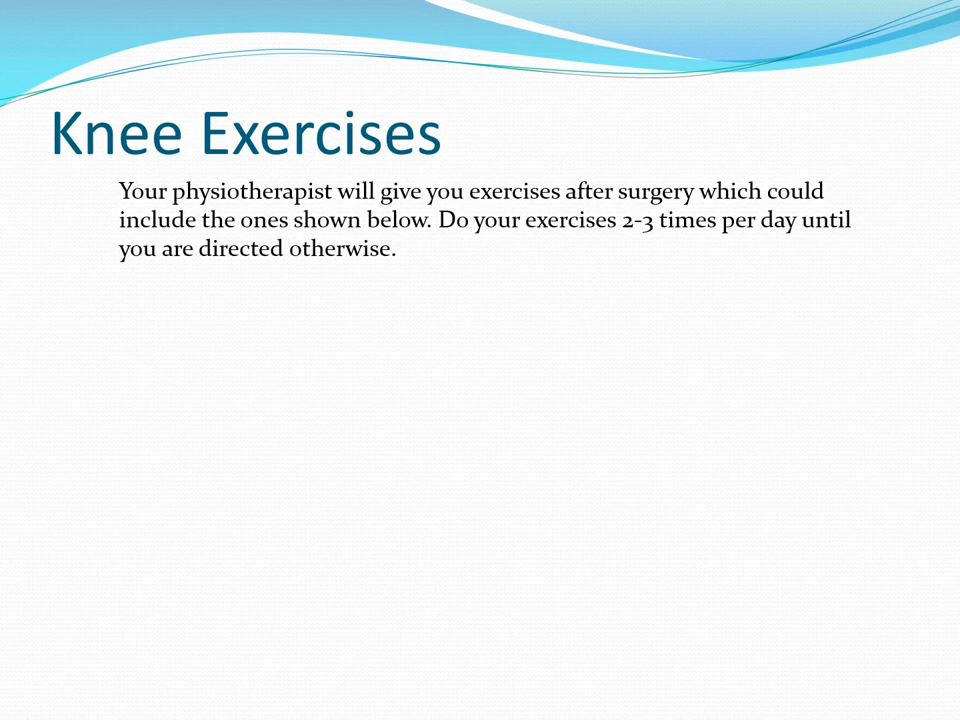 Knee Exercises
Your physiotherapist will give you exercises after surgery which could
include the ones shown below. Do your exercises 2-3 times per day until
you are directed otherwise.